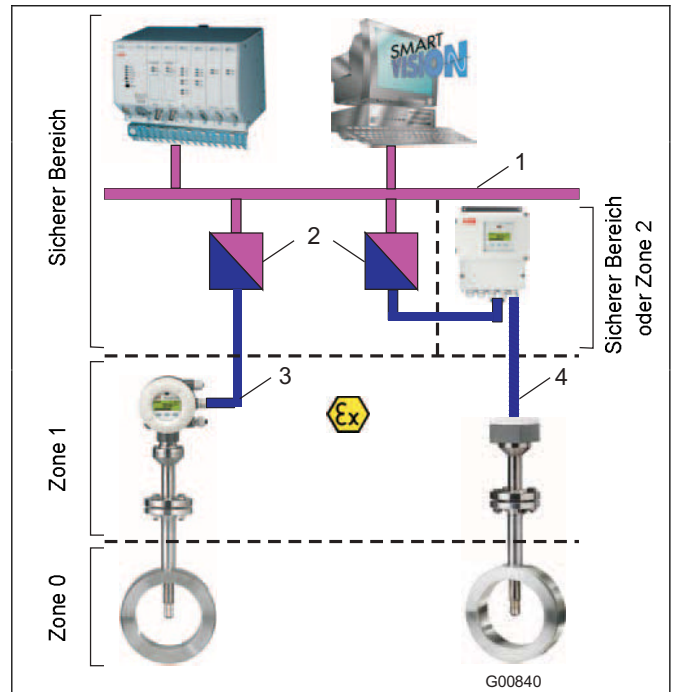 SMART
VISION
Sicherer Bereich
1
2
Sicherer Bereich
oder Zone 2
3
4
Ex
Zone 1
Zone 0
G00840